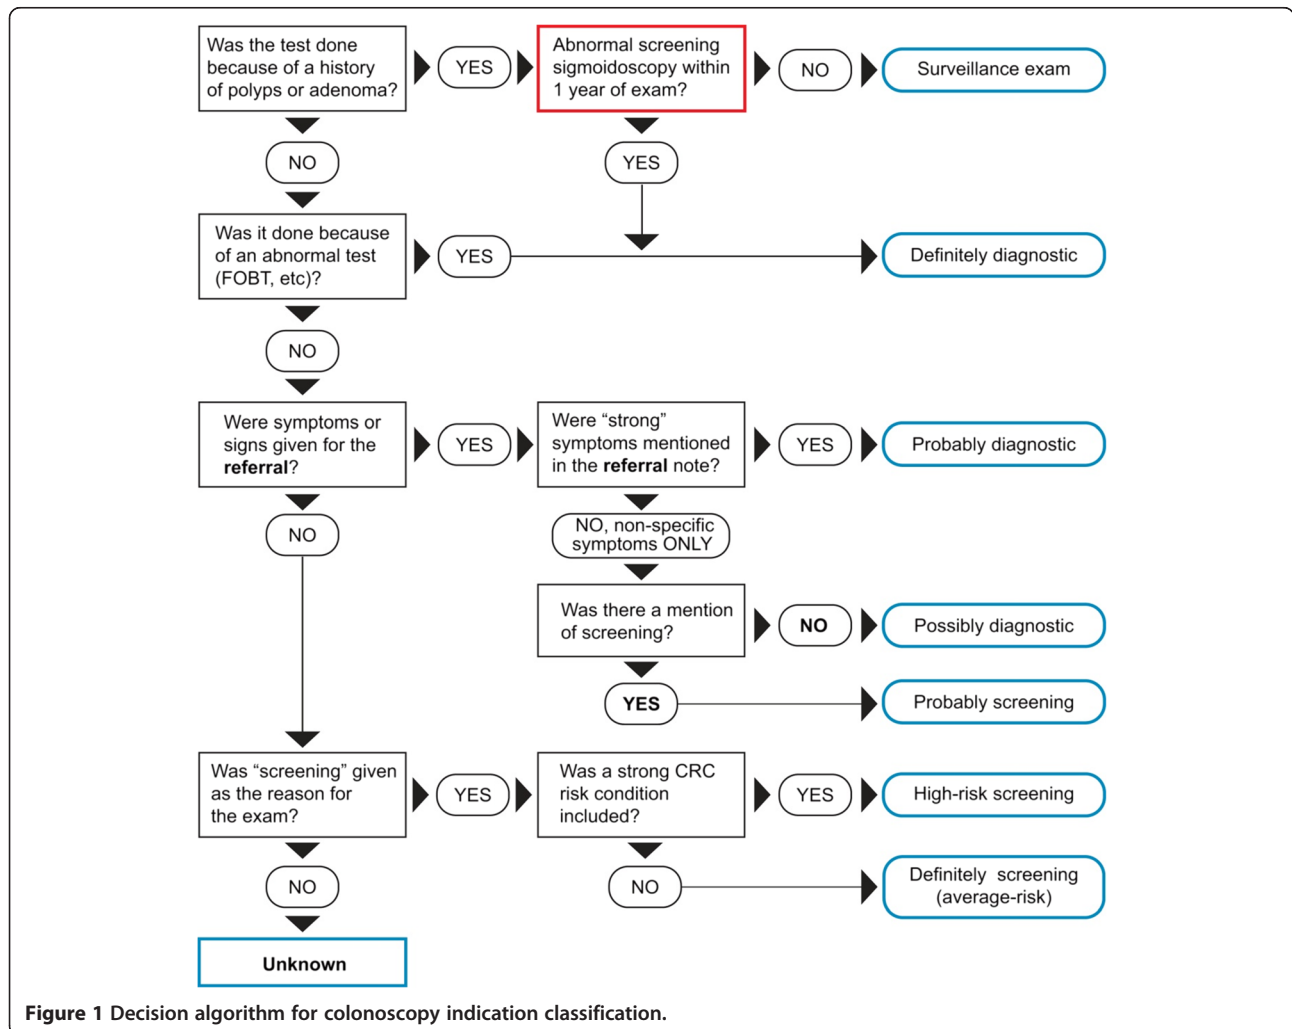 Was the test done
because of a history
of polyps or adenoma?
YES
Abnormal screening
sigmoidoscopy within
1 year of exam?
NO
Surveillance exam
NO
YES
Was it done because
of an abnormal test
(FOBT, etc)?
YES
Definitely diagnostic
NO
Were symptoms or
signs given for the
referral?
YES
Were “strong”
symptoms mentioned
in the referral note?
YES
Probably diagnostic
NO
NO, non-specific
symptoms ONLY
Was there a mention
of screening?
NO
Possibly diagnostic
YES
Probably screening
Was “screening” given
as the reason for
the exam?
YES
Was a strong CRC
risk condition
included?
YES
High-risk screening
NO
NO
Definitely screening
(average-risk)
Unknown
Figure 1 Decision algorithm for colonoscopy indication classification.